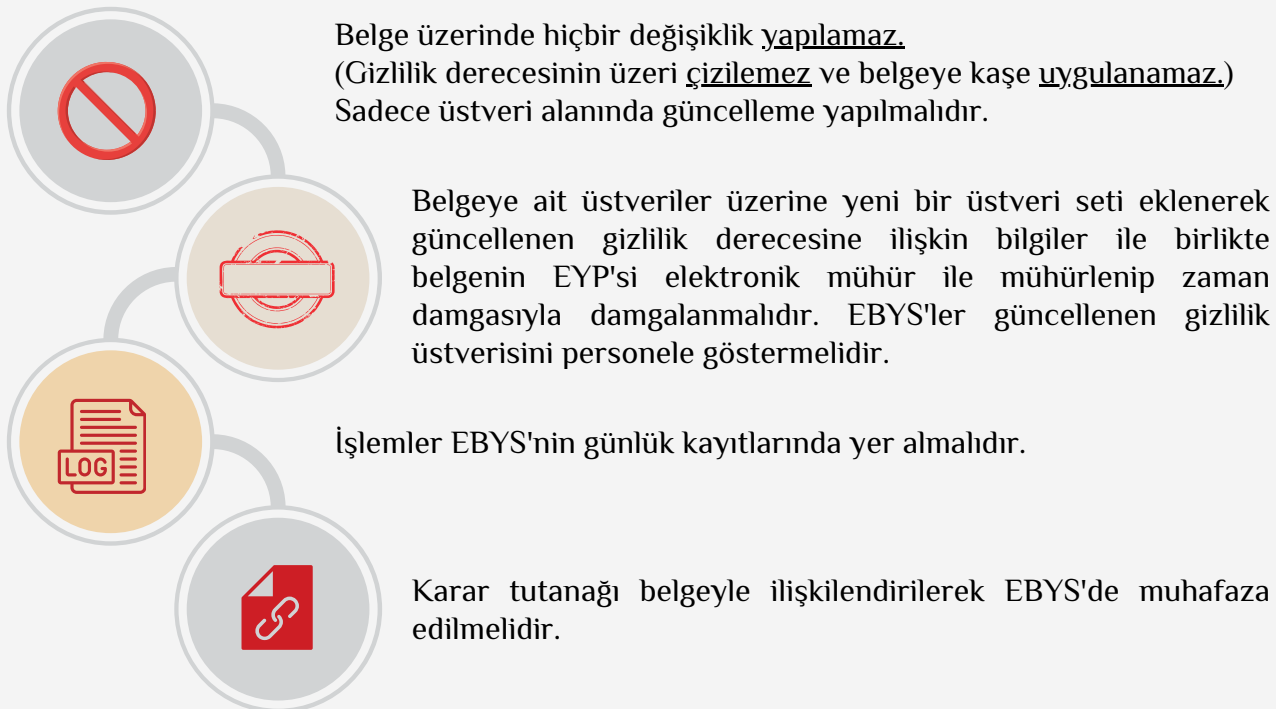 Belge üzerinde hiçbir değişiklik yapılamaz.
(Gizlilik derecesinin üzeri çizilemez ve belgeye kaşe uygulanamaz.)
Sadece üstveri alanında güncelleme yapılmalıdır.
Belgeye ait üstveriler üzerine yeni bir üstveri seti eklenerek
güncellenen gizlilik derecesine ilişkin bilgiler ile birlikte
belgenin EYP'si elektronik mühür ile mühürlenip zaman
damgasıyla damgalanmalıdır. EBYS'ler güncellenen gizlilik
üstverisini personele göstermelidir.
LOG
İşlemler EBYS'nin günlük kayıtlarında yer almalıdır.
Karar tutanağı belgeyle ilişkilendirilerek EBYS'de muhafaza
edilmelidir.